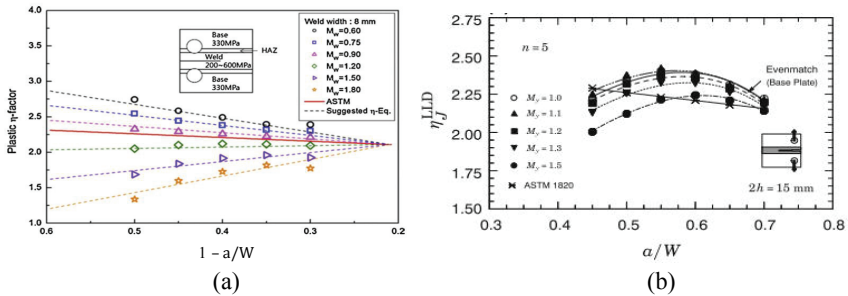 Base
330MPa
HAZ
Weld
200~600MPa
Base
330MPa
Weld width : 8 mm
Mw=0.60
Mw=0.75
Mw=0.90
Mw=1.20
Mw=1.50
Mw=1.80
ASTM
Suggested η-Eq.
Plastic η-factor
4.0
3.5
3.0
2.5
2.0
1.5
1.0
0.6 0.5 0.4 0.3 0.2
1 – a/W
(a)
2.75
2.50
2.25
2.00
1.75
1.50
n = 5
Evenmatch
(Base Plate)
My = 1.0
My = 1.1
My = 1.2
My = 1.3
My = 1.5
ASTM 1820
2h = 15 mm
ηJ LLD
0.3 0.4 0.5 0.6 0.7 0.8
a/W
(b)